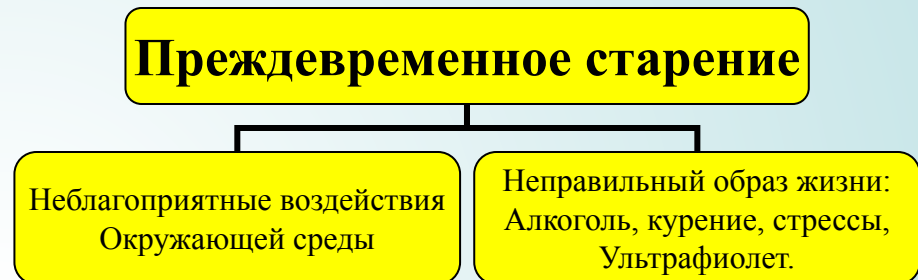 Преждевременное старение
Неблагоприятные воздействия
Окружающей среды
Неправильный образ жизни:
Алкоголь, курение, стрессы,
Ультрафиолет.